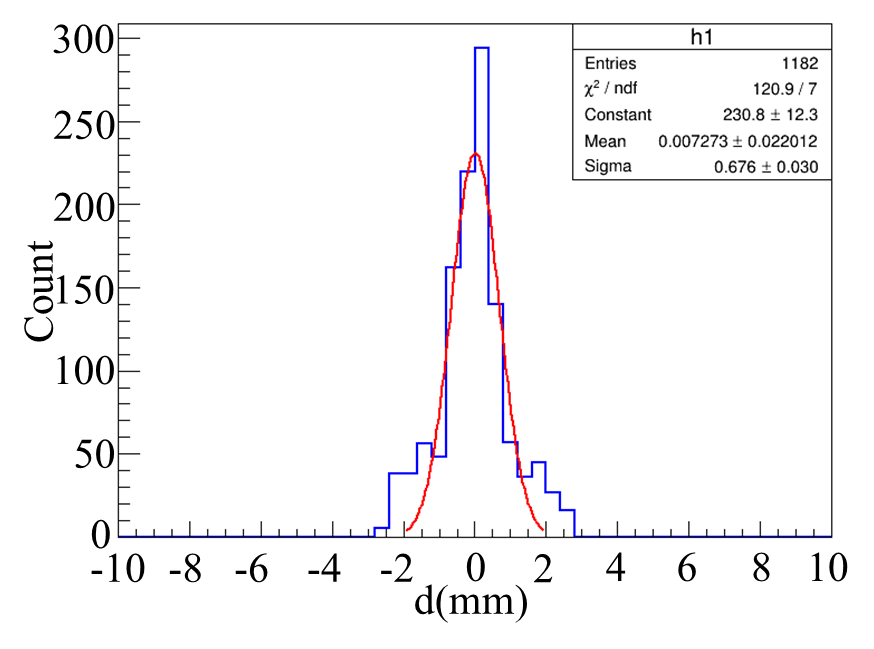 h1
Entries 1182
χ² / ndf 120.9 / 7
Constant 230.8 ± 12.3
Mean 0.007273 ± 0.022012
Sigma 0.676 ± 0.030
300
250
200
150
100
50
0
Count
-10 -8 -6 -4 -2 0 2 4 6 8 10
d(mm)